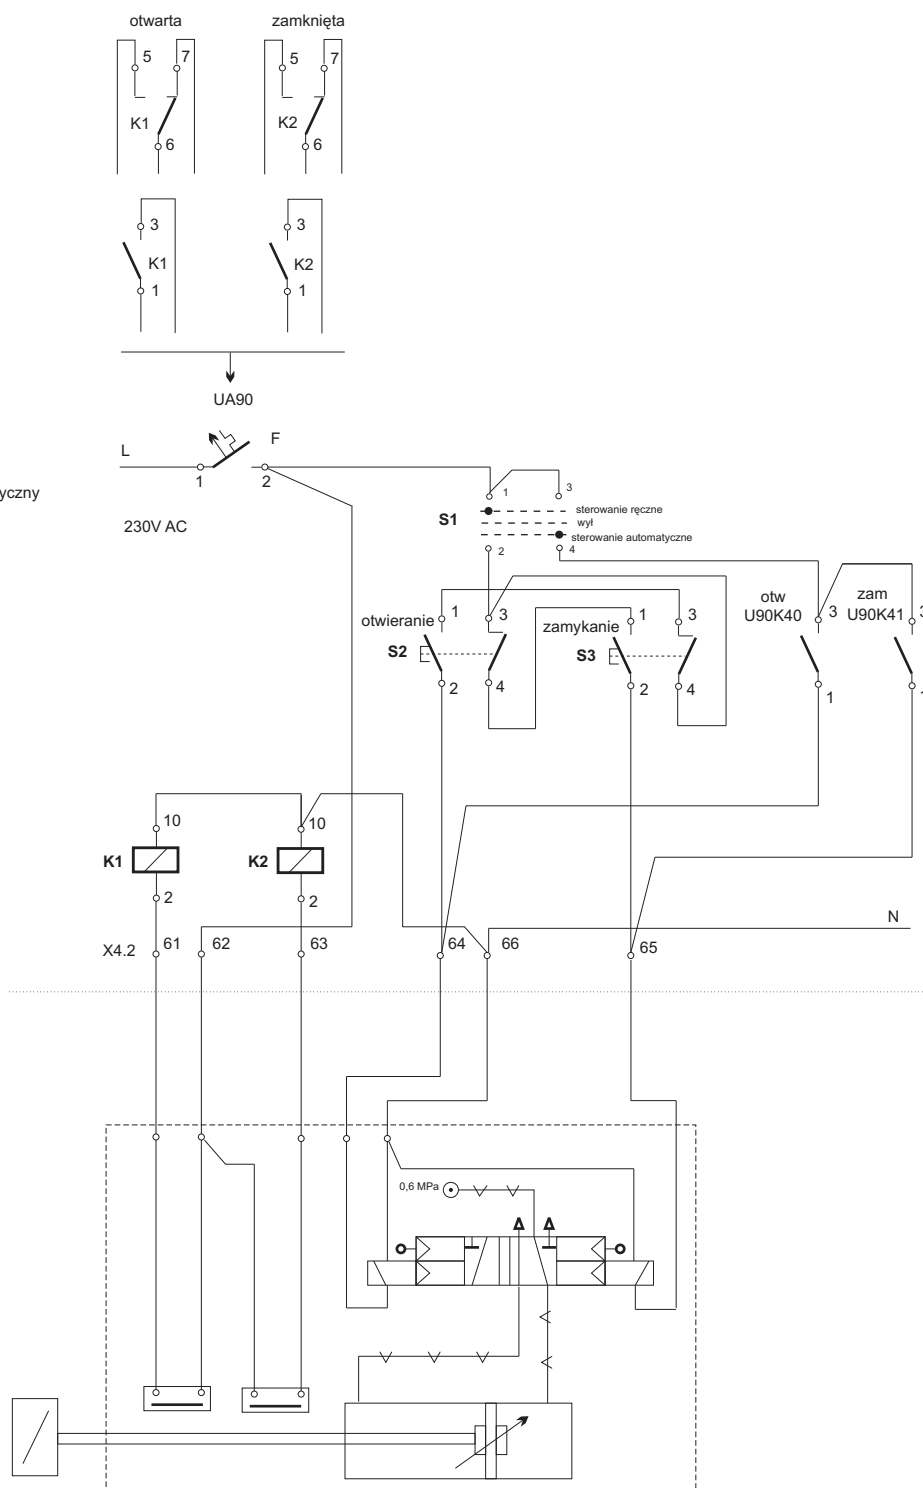 otwarta zamknięta
5 7 5 7
K1 K2
6 6
3 3
K1 K2
1 1
UA90
L F
1 2
yczny
230V AC
1 3
S1 sterowanie ręczne
wył
sterowanie automatyczne
2 4
otw zam
U90K40 3 U90K41 3
otwieranie 1 3 zamykanie 1 3
S2 S3
2 4 2 4 1 1
10 10
K1 K2
2 2
N
X4.2 61 62 63 64 66 65
0,6 MPa